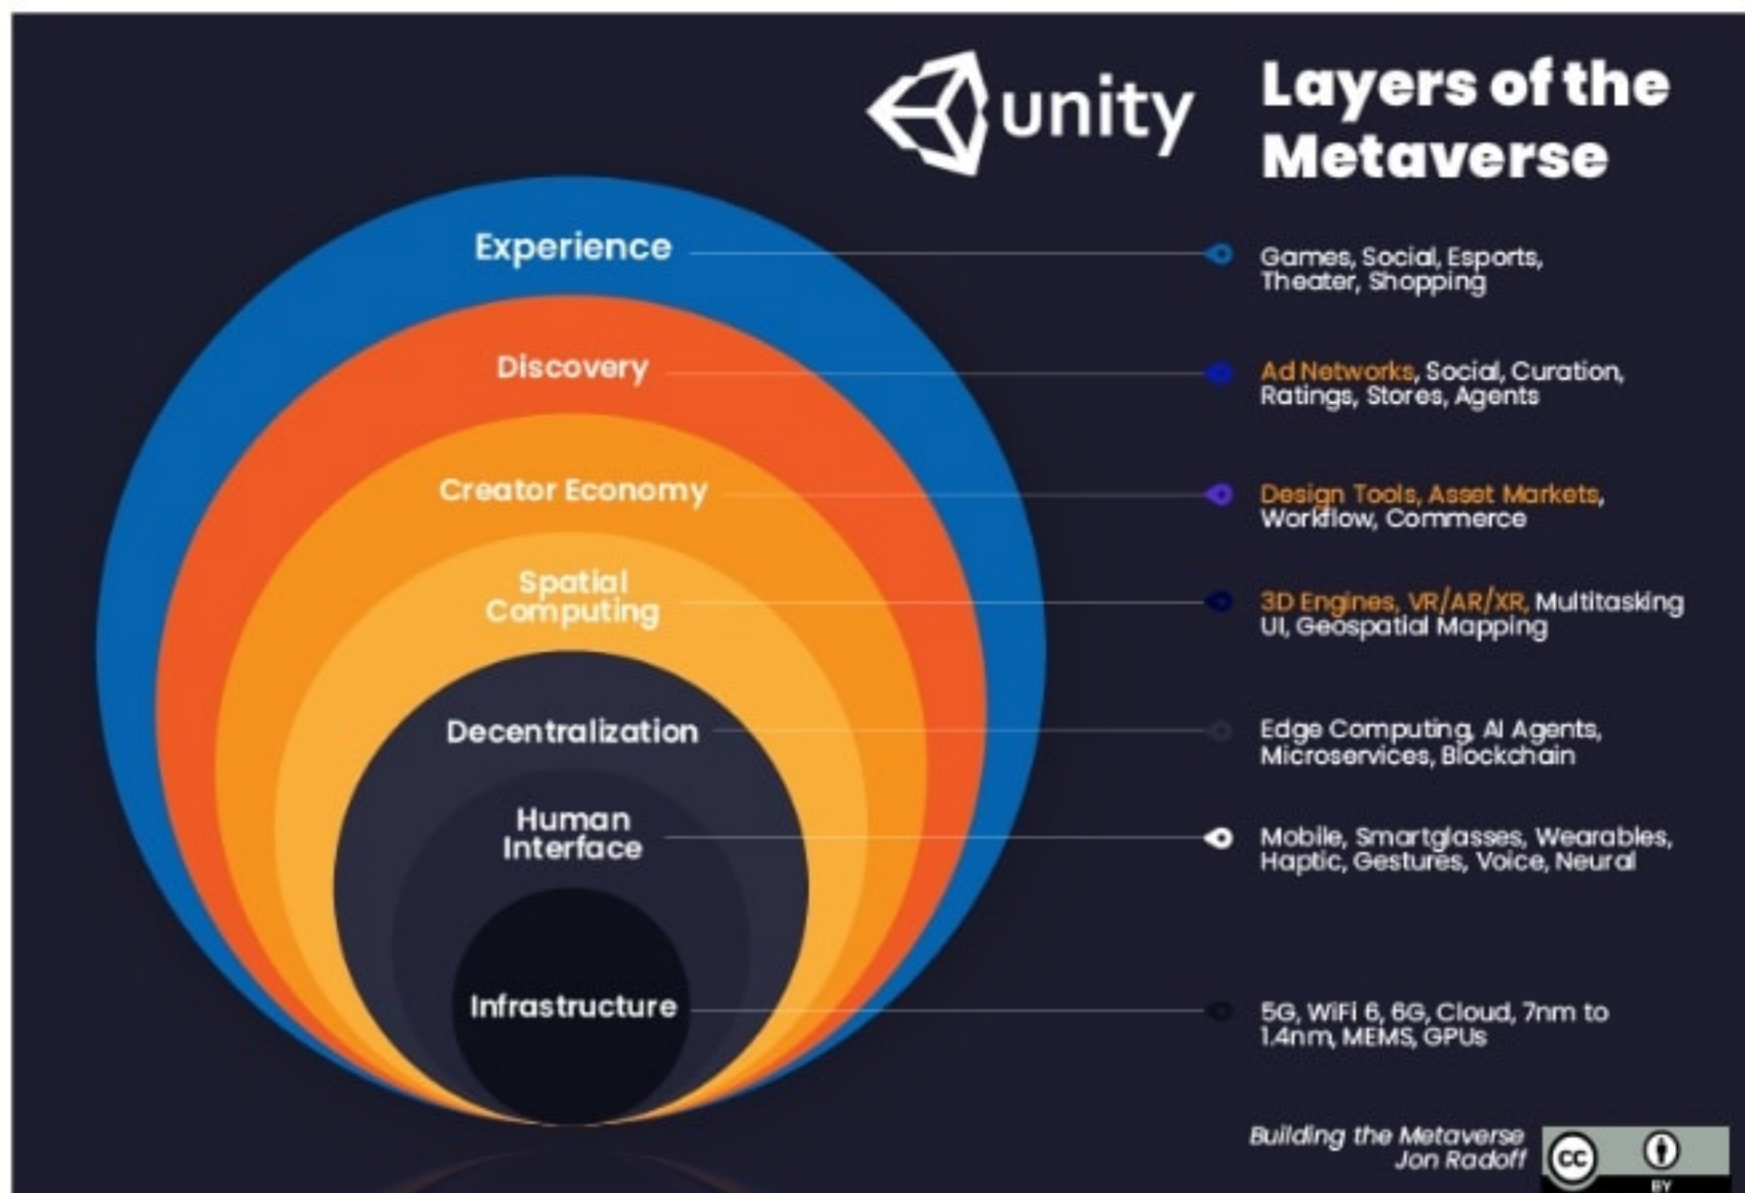 unity
Layers of the
Metaverse
Experience
Games, Social, Esports,
Theater, Shopping
Discovery
Ad Networks, Social, Curation,
Ratings, Stores, Agents
Creator Economy
Design Tools, Asset Markets,
Workflow, Commerce
Spatial
Computing
3D Engines, VR/AR/XR, Multitasking
UI, Geospatial Mapping
Decentralization
Edge Computing, AI Agents,
Microservices, Blockchain
Human
Interface
Mobile, Smartglasses, Wearables,
Haptic, Gestures, Voice, Neural
Infrastructure
5G, WiFi 6, 6G, Cloud, 7nm to
1.4nm, MEMS, GPUs
Building the Metaverse
Jon Radoff
cc
BY